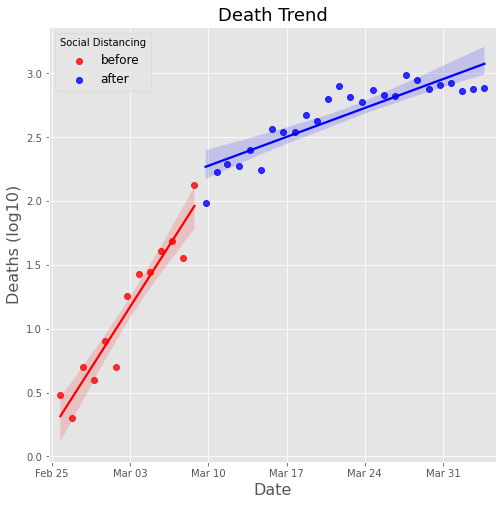 Death Trend
Social Distancing
before
after
Deaths (log10)
3.0
2.5
2.0
1.5
1.0
0.5
0.0
Feb 25 Mar 03 Mar 10 Mar 17 Mar 24 Mar 31
Date